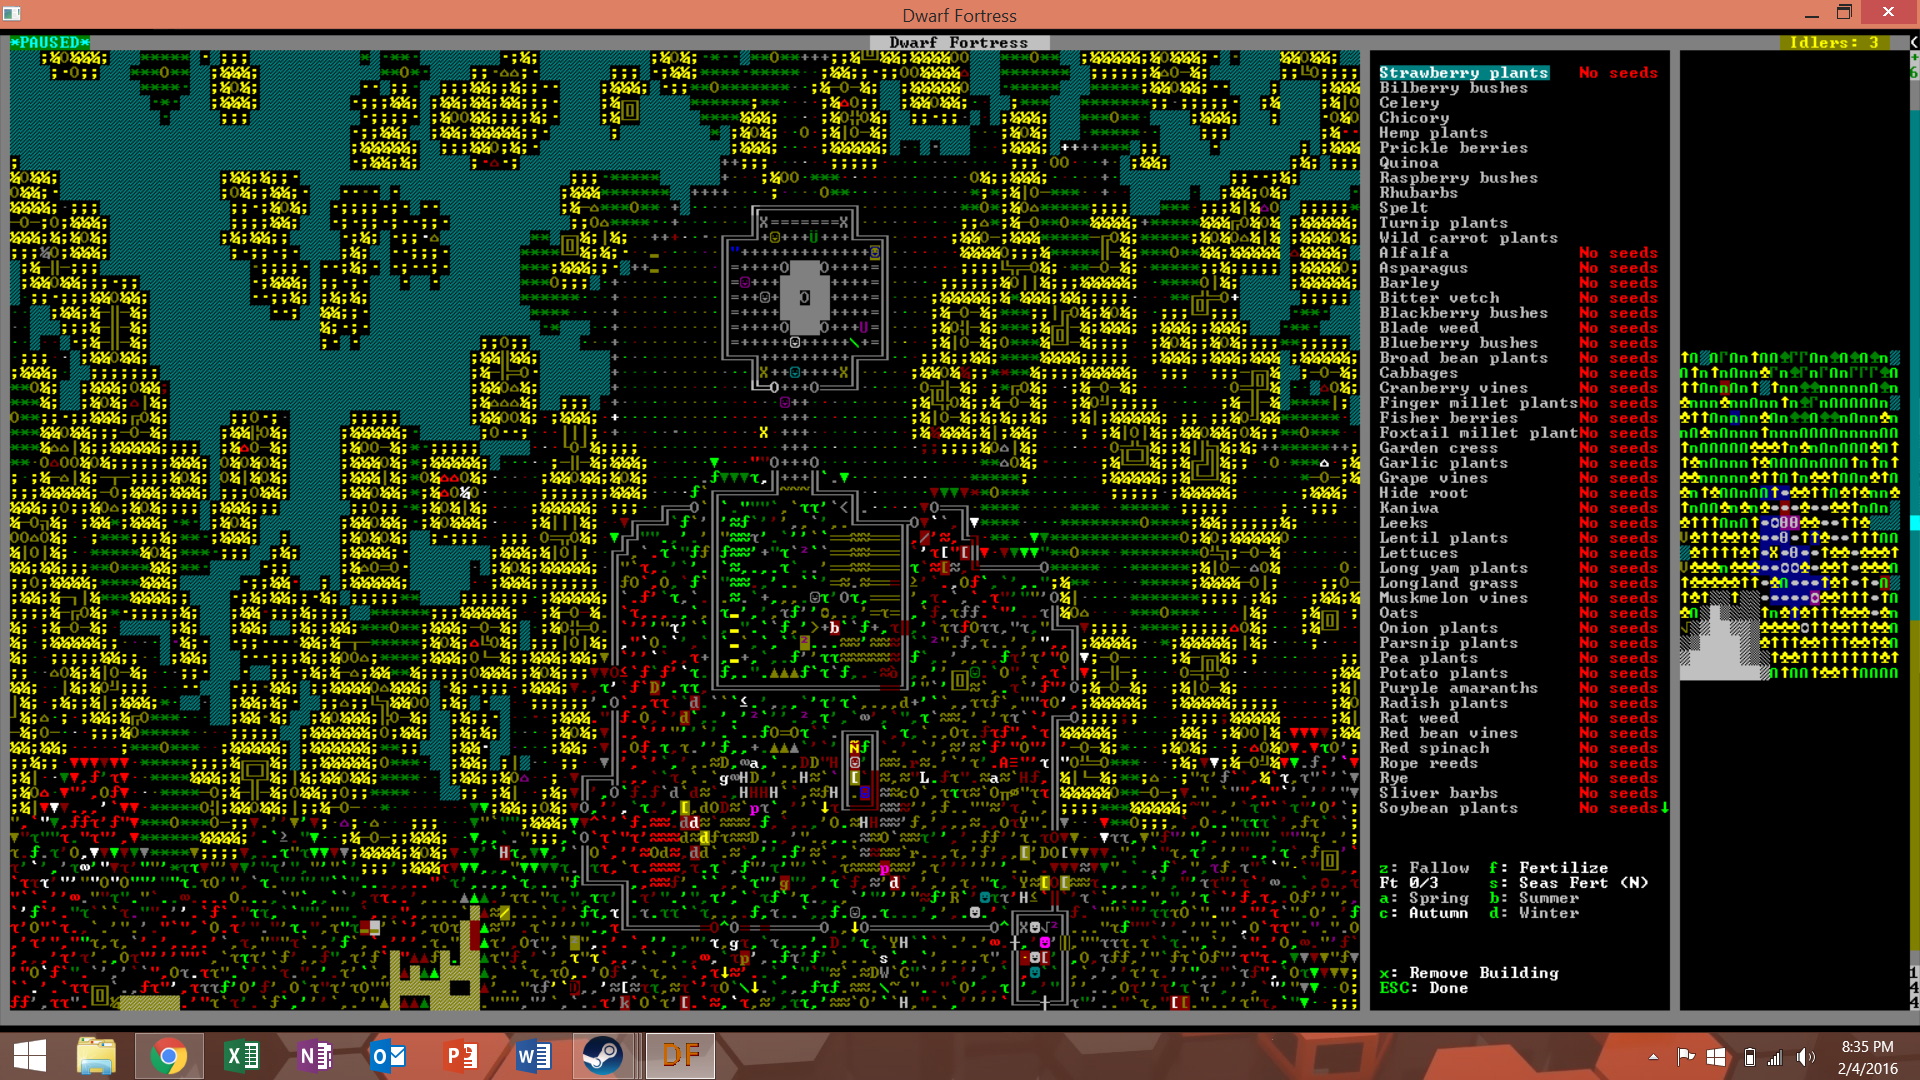 Dwarf Fortress
*PAUSED*
Dwarf Fortress
Idlers: 3
Strawberry plants No seeds
Bilberry bushes
Celery
Chicory
Hemp plants
Prickle berries
Quinoa
Raspberry bushes
Rhubarbs
Spelt
Turnip plants
Wild carrot plants
Alfalfa No seeds
Asparagus No seeds
Barley No seeds
Bitter vetch No seeds
Blackberry bushes No seeds
Blade weed No seeds
Blueberry bushes No seeds
Broad bean plants No seeds
Cabbages No seeds
Cranberry vines No seeds
Finger millet plants No seeds
Fisher berries No seeds
Foxtail millet plant No seeds
Garden cress No seeds
Garlic plants No seeds
Grape vines No seeds
Hide root No seeds
Kaniwa No seeds
Leeks No seeds
Lentil plants No seeds
Lettuces No seeds
Long yam plants No seeds
Longland grass No seeds
Muskmelon vines No seeds
Oats No seeds
Onion plants No seeds
Parsnip plants No seeds
Pea plants No seeds
Potato plants No seeds
Purple amaranths No seeds
Radish plants No seeds
Rat weed No seeds
Red bean vines No seeds
Red spinach No seeds
Rope reeds No seeds
Rye No seeds
Sliver barbs No seeds
Soybean plants No seeds
z: Fallow f: Fertilize
Ft 0/3 s: Seas Fert (N)
a: Spring b: Summer
c: Autumn d: Winter
x: Remove Building
ESC: Done
DF
8:35 PM
2/4/2016